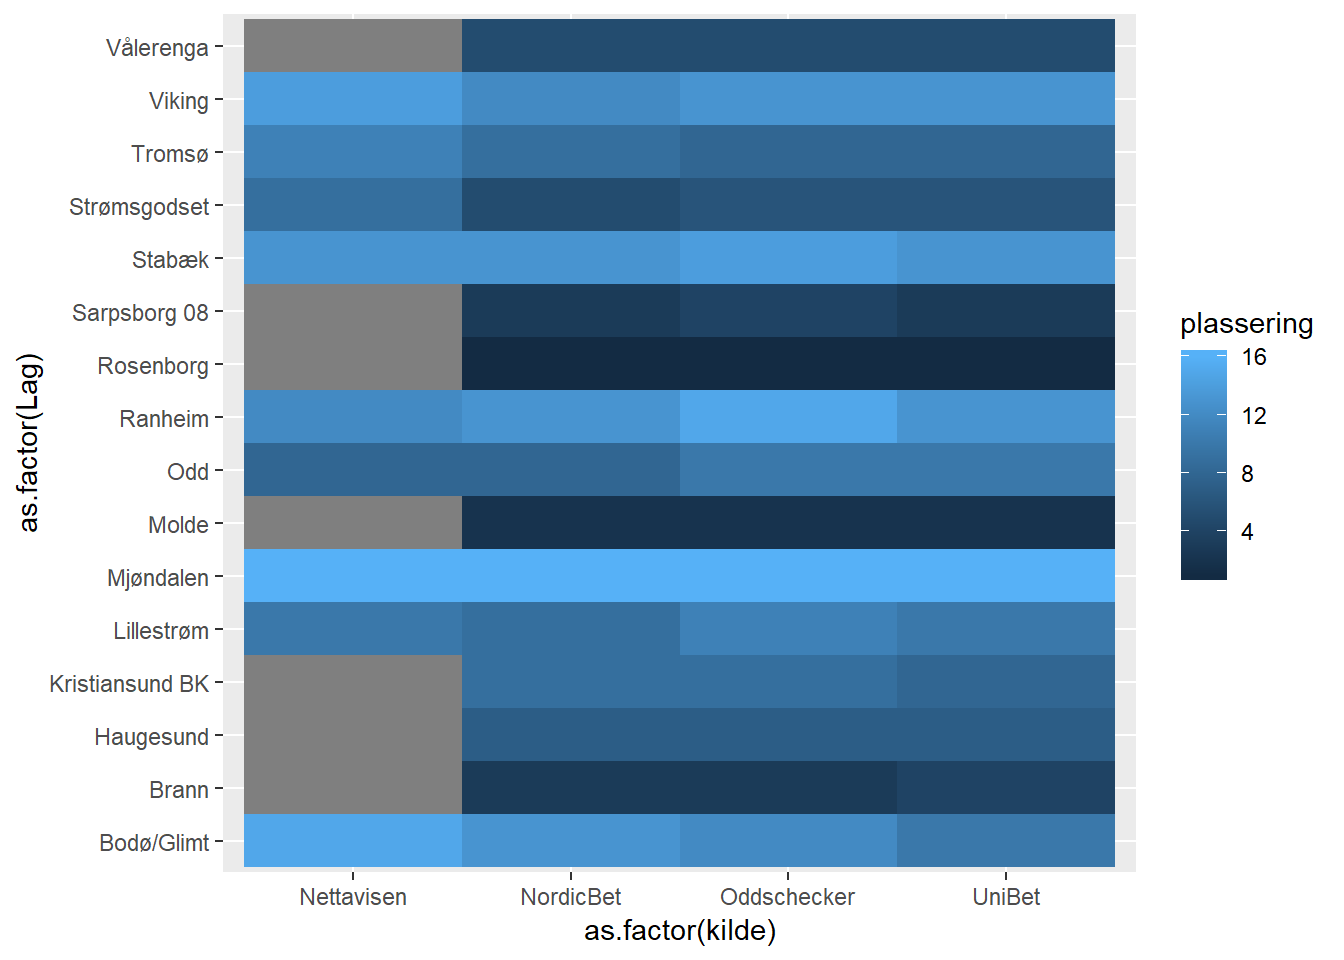 Vålerenga
Viking
Tromsø
Strømsgodset
Stabæk
Sarpsborg 08
Rosenborg
Ranheim
Odd
Molde
Mjøndalen
Lillestrøm
Kristiansund BK
Haugesund
Brann
Bodø/Glimt
as.factor(Lag)
Nettavisen NordicBet Oddschecker UniBet
as.factor(kilde)
plassering
16
12
8
4